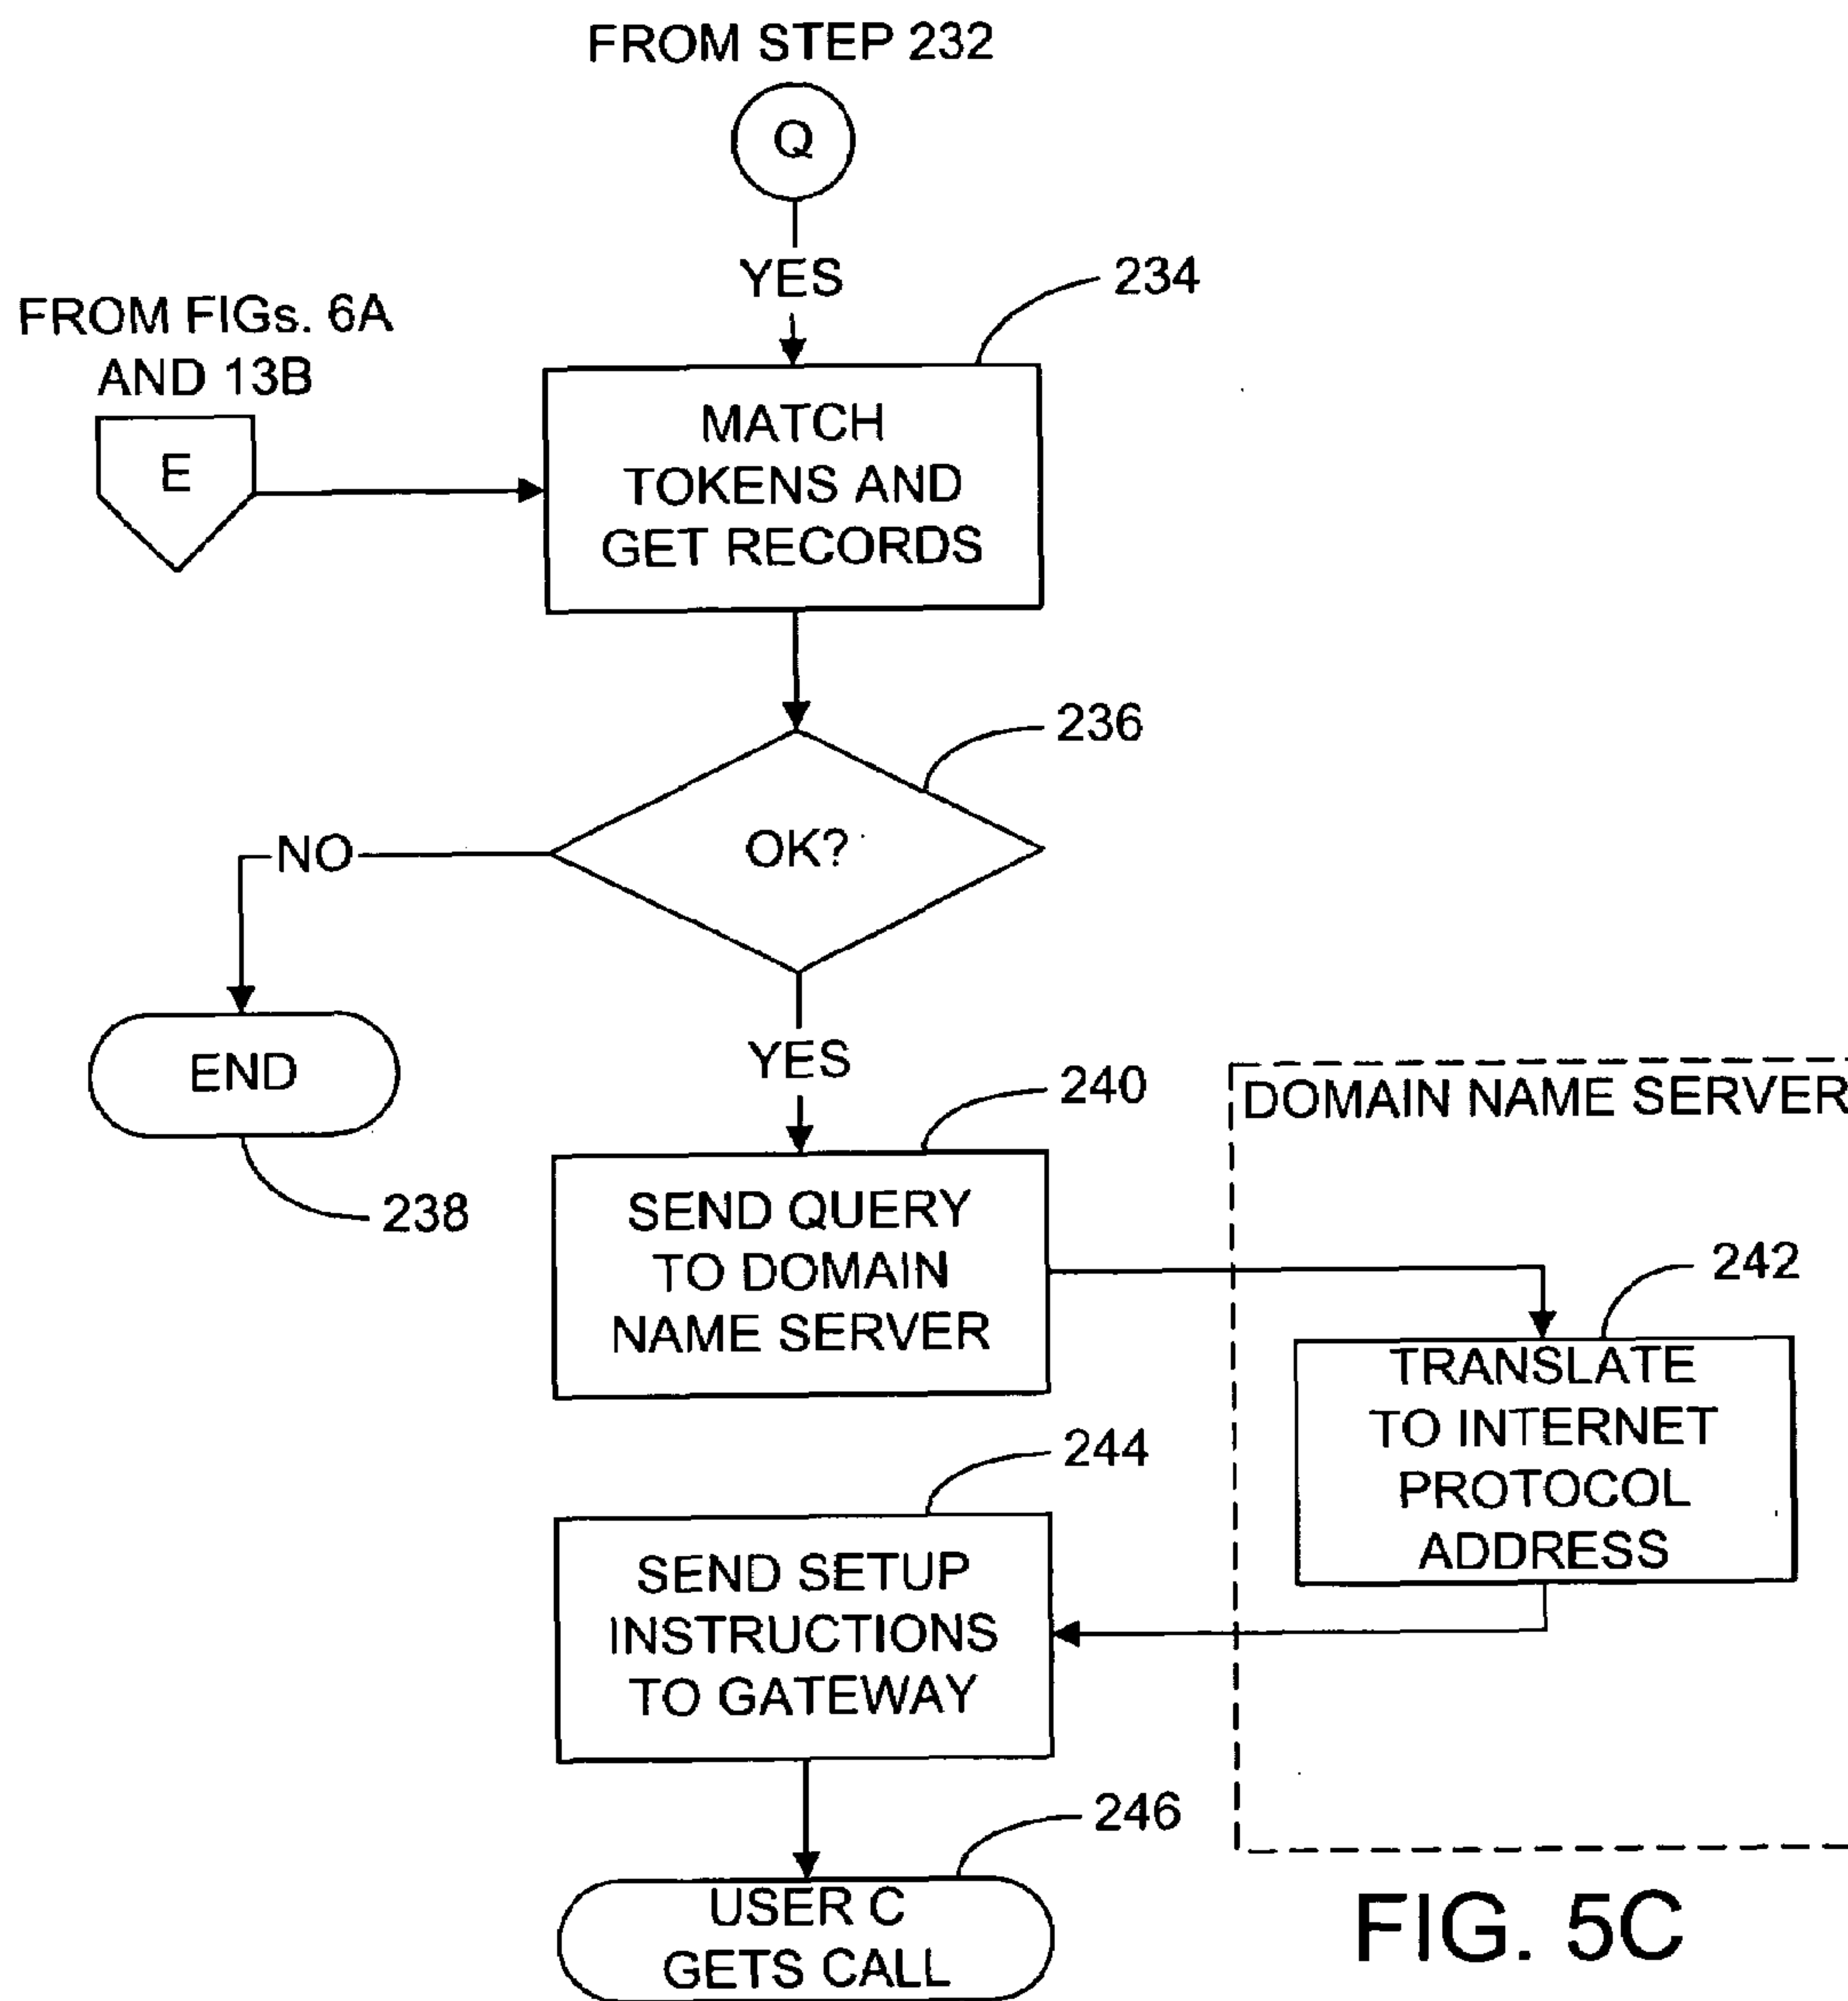 FROM STEP 232
Q
YES
234
FROM FIGs. 6A
AND 13B
E
MATCH
TOKENS AND
GET RECORDS
236
OK?
NO
END
238
YES
240
DOMAIN NAME SERVER
SEND QUERY
TO DOMAIN
NAME SERVER
242
TRANSLATE
TO INTERNET
PROTOCOL
ADDRESS
244
SEND SETUP
INSTRUCTIONS
TO GATEWAY
246
USER C
GETS CALL
FIG. 5C